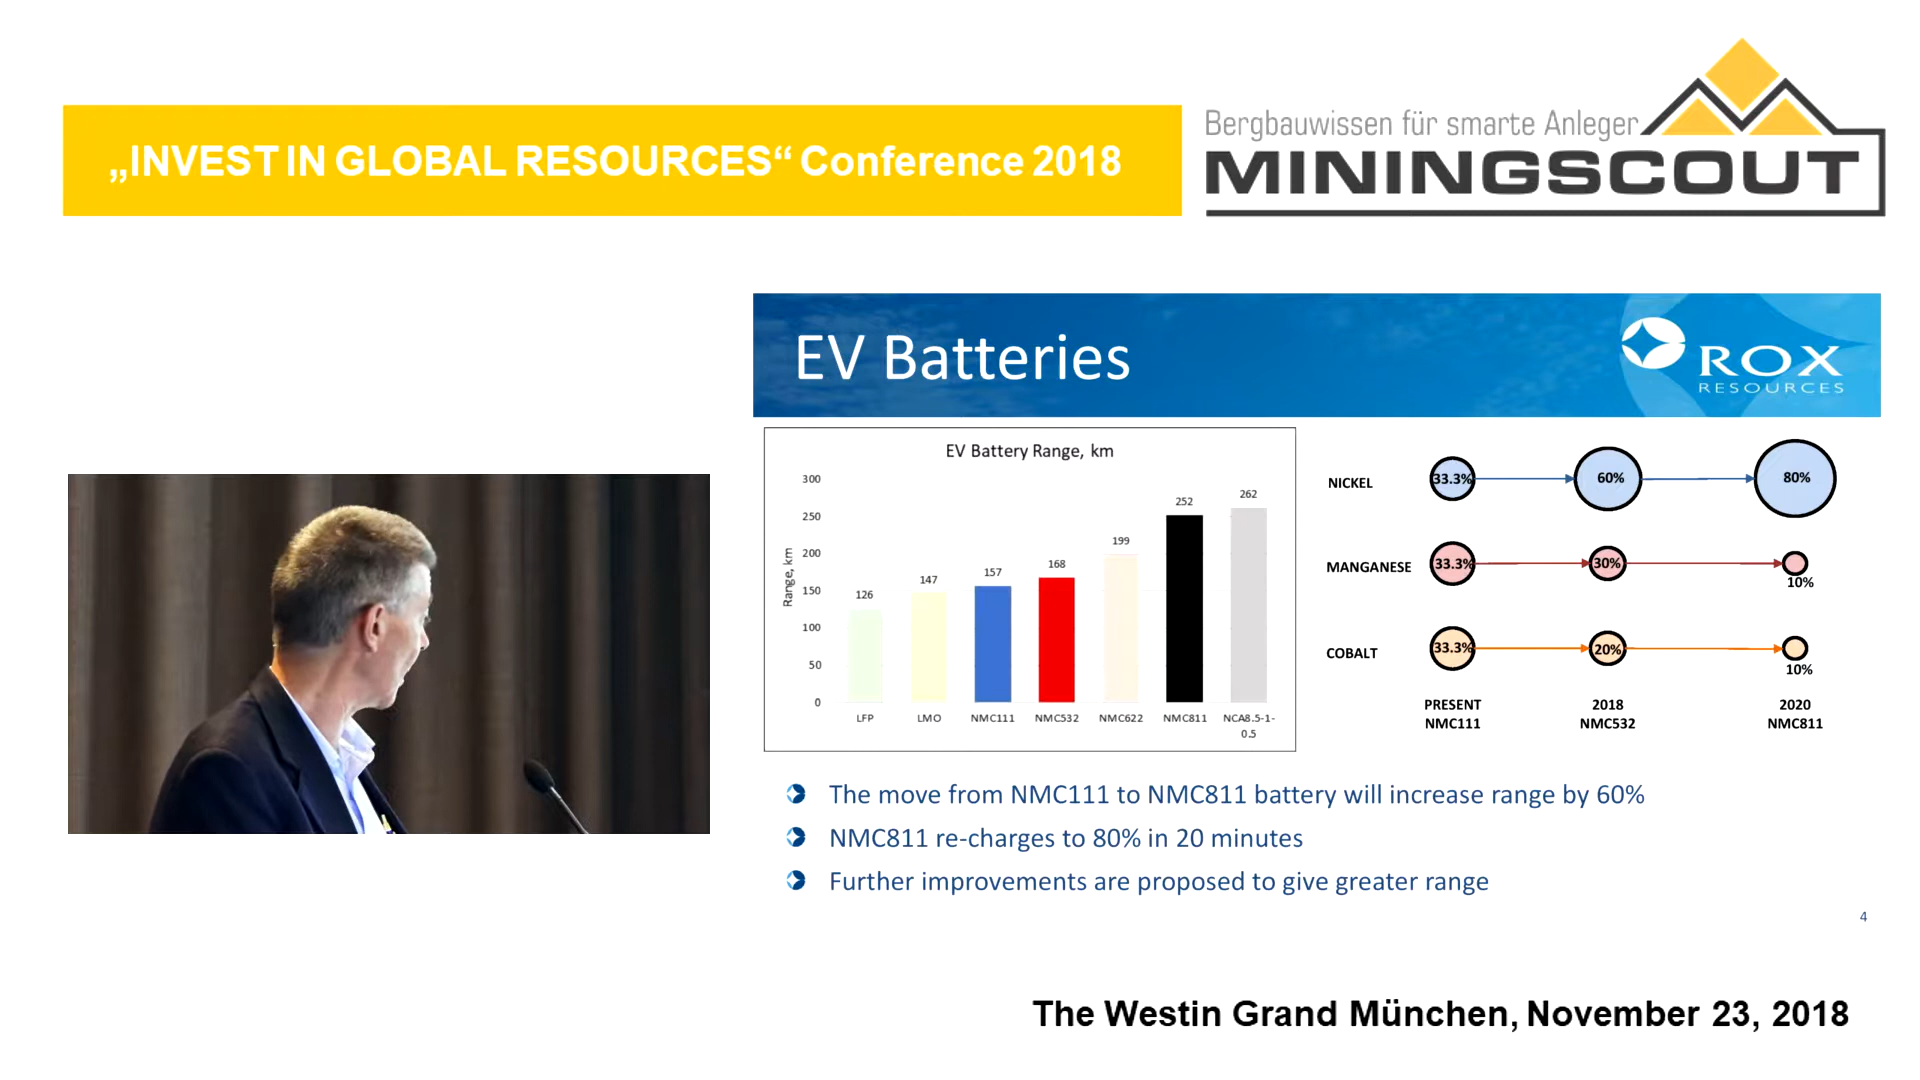 „INVEST IN GLOBAL RESOURCES“ Conference 2018
Bergbauwissen für smarte Anleger
MININGSCOUT
EV Batteries
ROX
RESOURCES
EV Battery Range, km
Range, km
300
250
200
150
100
50
0
126
147
157
168
199
252
262
LFP
LMO
NMC111
NMC532
NMC622
NMC811
NCA8.5-1-
0.5
NICKEL
33.3%
60%
80%
MANGANESE
33.3%
30%
10%
COBALT
33.3%
20%
10%
PRESENT
NMC111
2018
NMC532
2020
NMC811
The move from NMC111 to NMC811 battery will increase range by 60%
NMC811 re-charges to 80% in 20 minutes
Further improvements are proposed to give greater range
4
The Westin Grand München, November 23, 2018